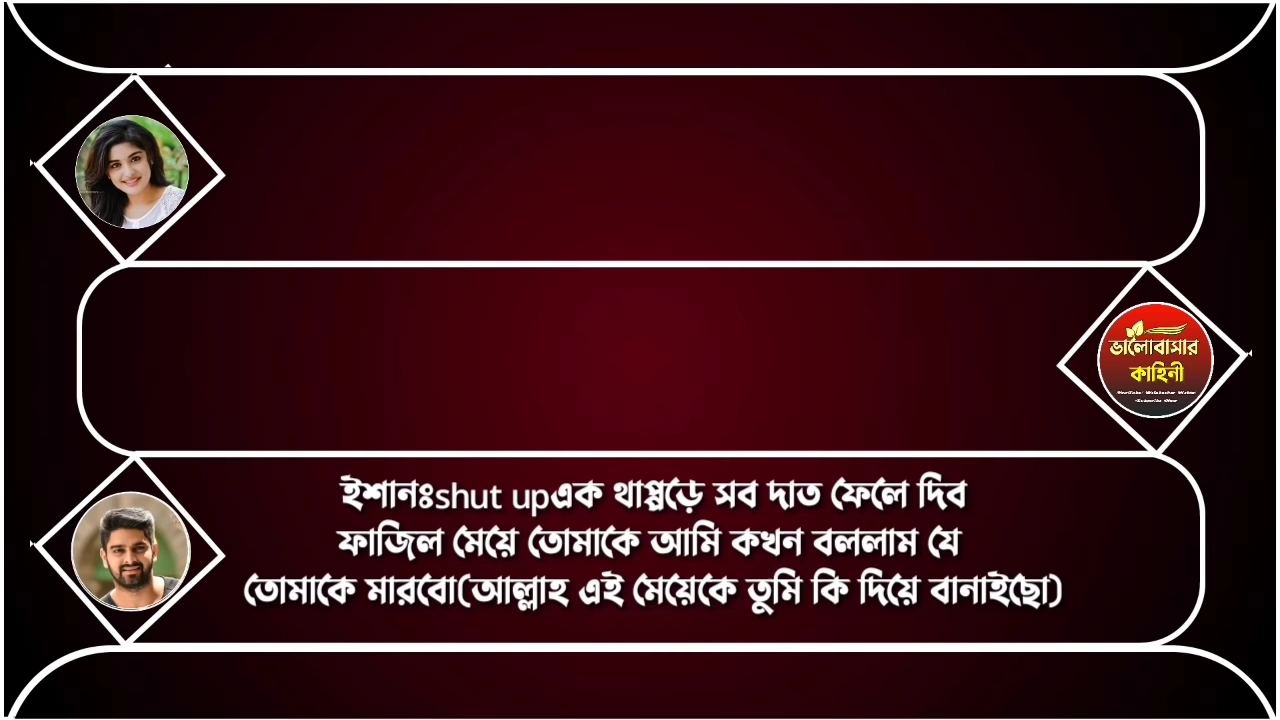 ভালোবাসার
কাহিনী
ইশানঃshut upএক থাপ্পড়ে সব দাত ফেলে দিব
ফাজিল মেয়ে তোমাকে আমি কখন বললাম যে
তোমাকে মারবো(আল্লাহ এই মেয়েকে তুমি কি দিয়ে বানাইছো)